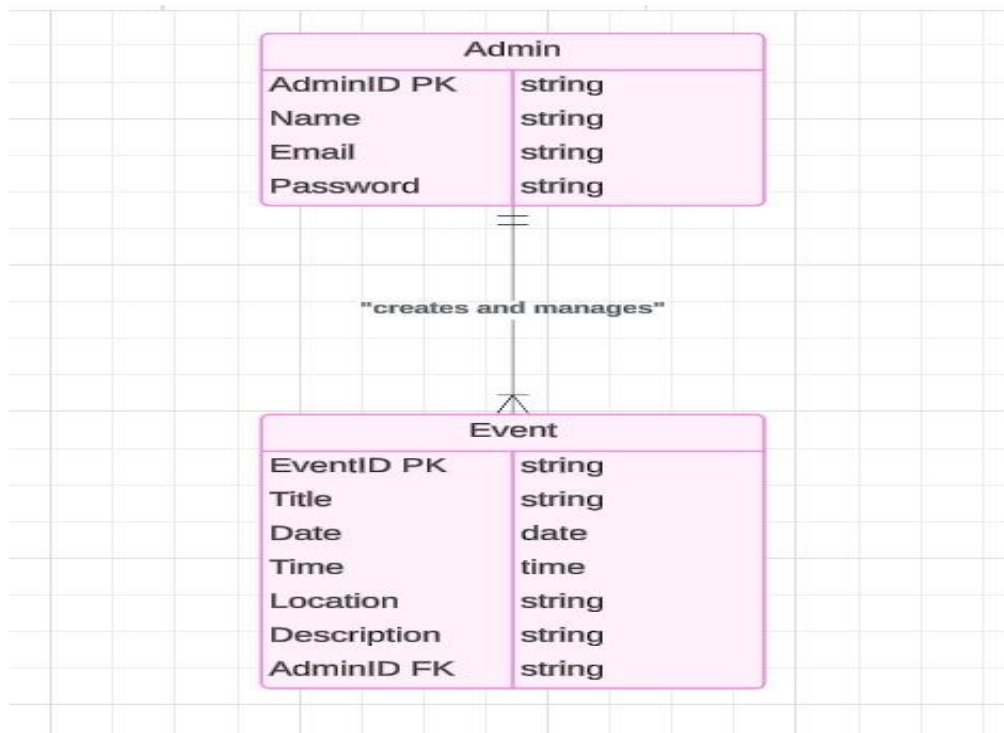 Admin
AdminID PK string
Name string
Email string
Password string
"creates and manages"
Event
EventID PK string
Title string
Date date
Time time
Location string
Description string
AdminID FK string